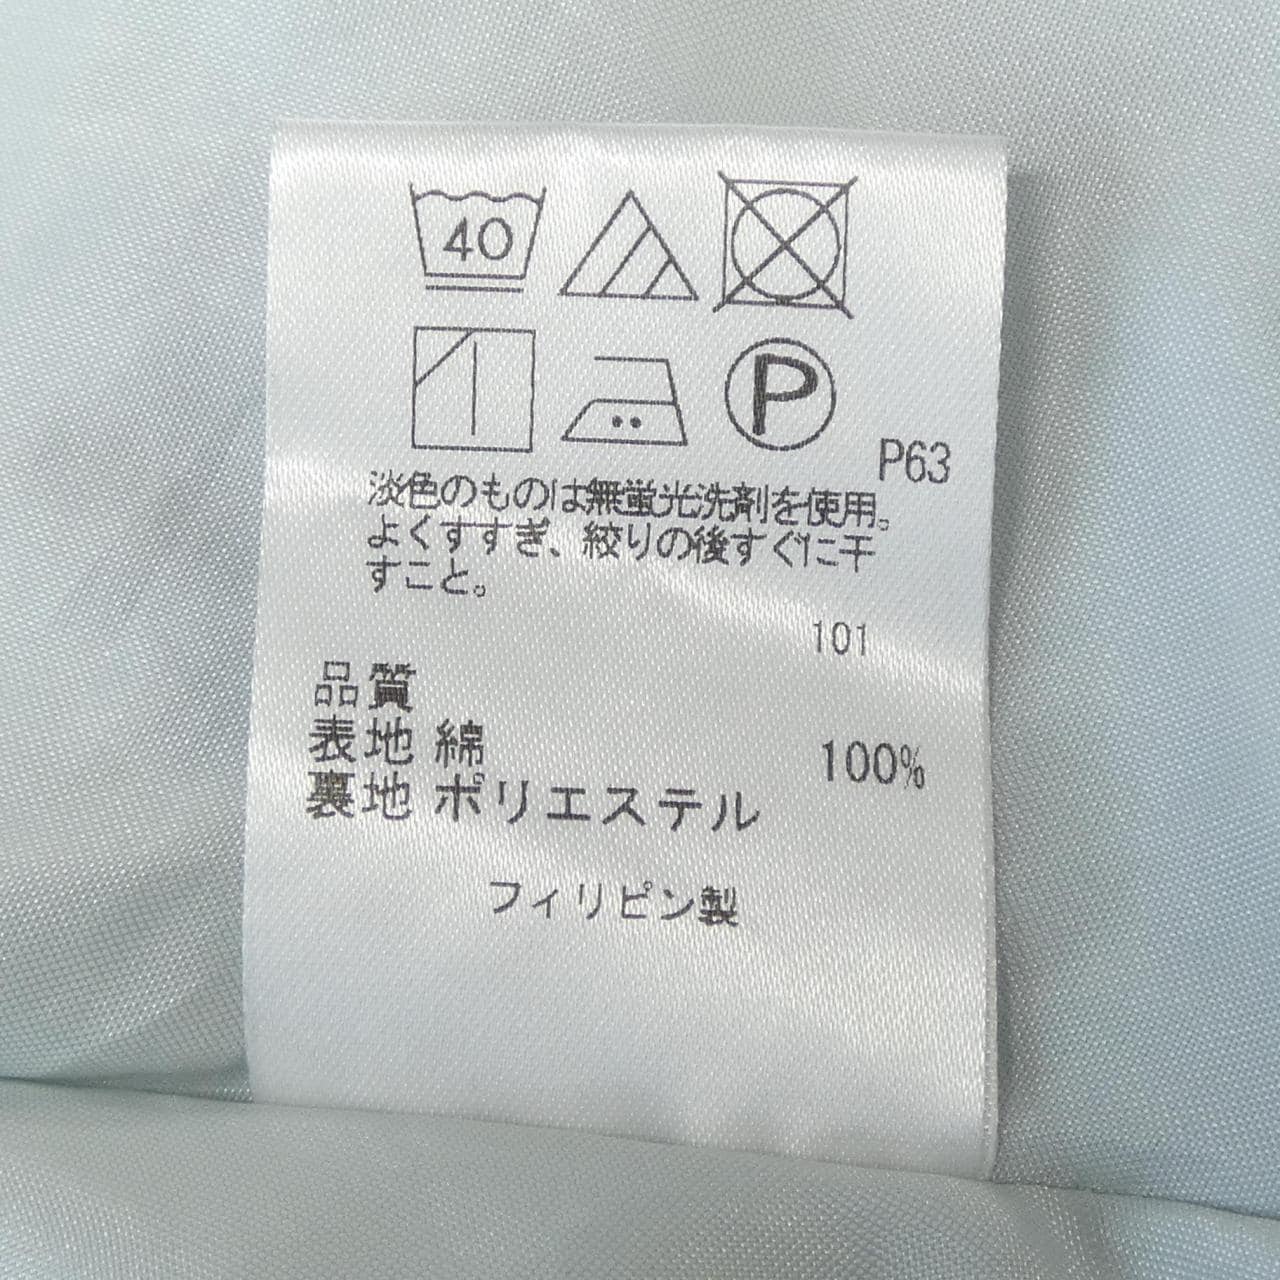 40
P
P63
淡色のものは無蛍光洗剤を使用。
よくすすぎ、絞りの後すぐに干
すこと。
101
品質
表地 綿 100%
裏地 ポリエステル
フィリピン製